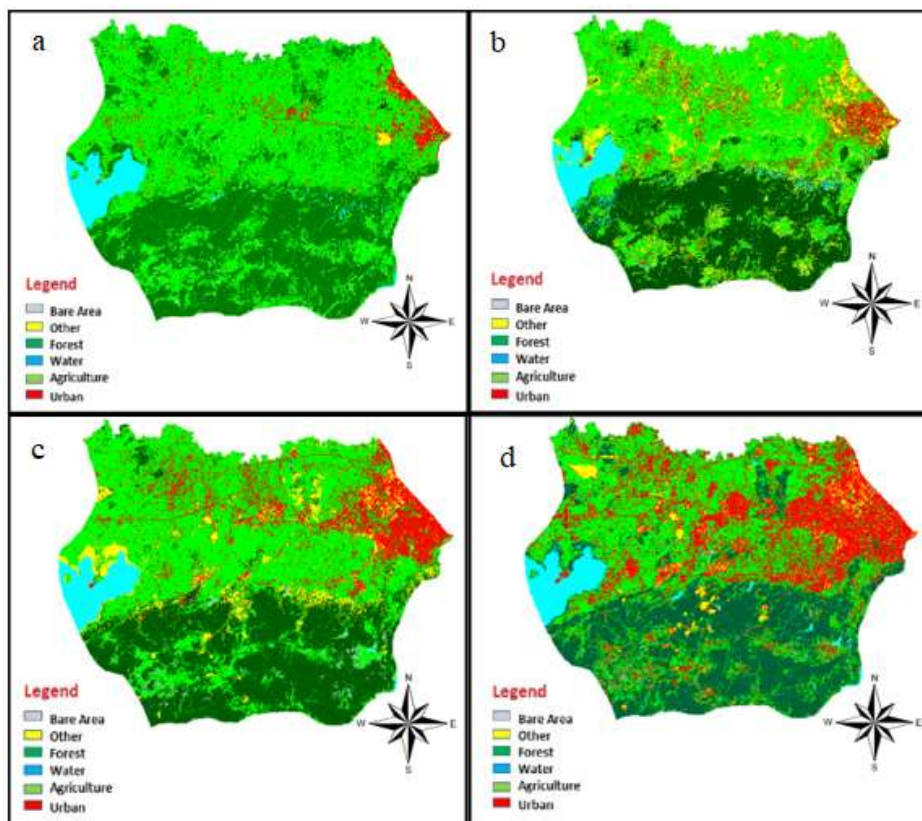 a
N
W E
S
Legend
Bare Area
Other
Forest
Water
Agriculture
Urban
b
N
W E
S
Legend
Bare Area
Other
Forest
Water
Agriculture
Urban
c
N
W E
S
Legend
Bare Area
Other
Forest
Water
Agriculture
Urban
d
N
W E
S
Legend
Bare Area
Other
Forest
Water
Agriculture
Urban